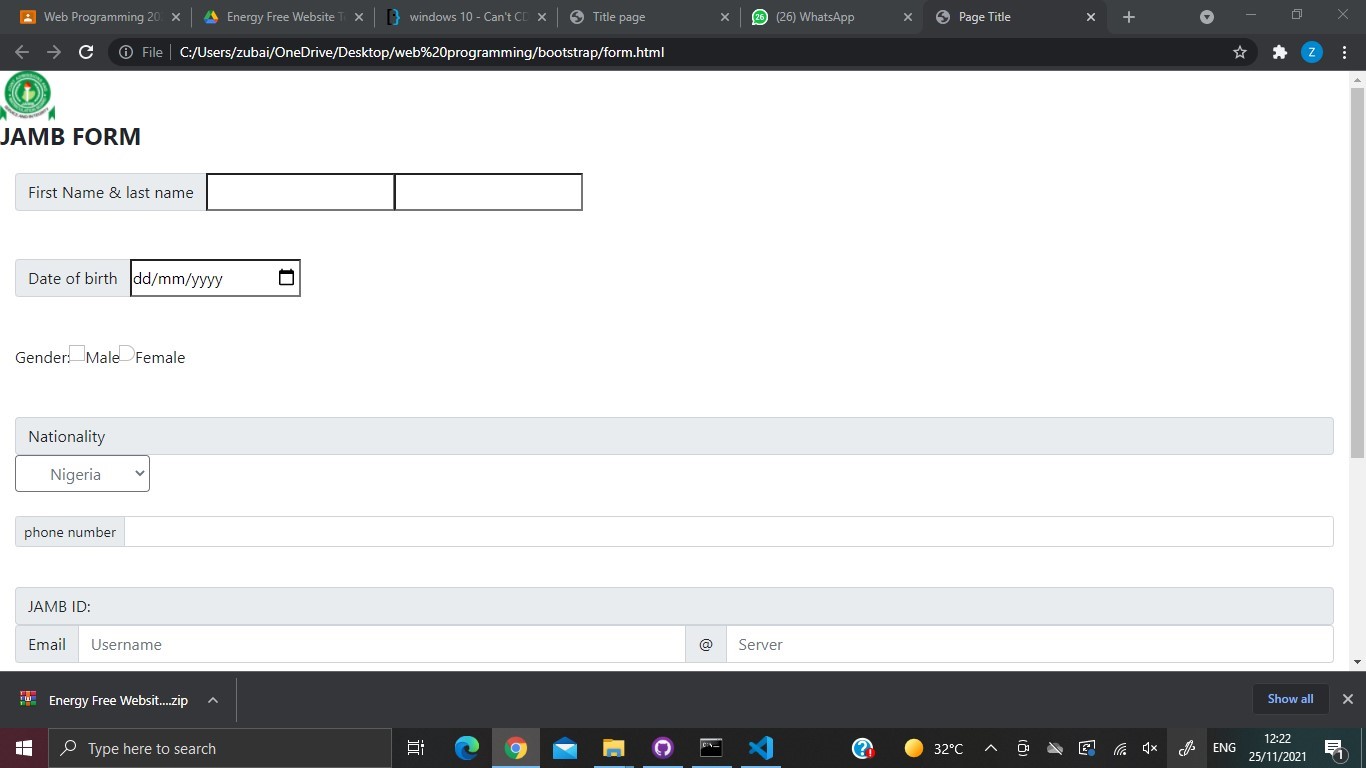 Web Programming 20
Energy Free Website T
windows 10 - Can't CD
Title page
26
(26) WhatsApp
Page Title
File
C:/Users/zubai/OneDrive/Desktop/web%20programming/bootstrap/form.html
Z
JAMB FORM
First Name & last name
Date of birth
dd/mm/yyyy
Gender:
Male
Female
Nationality
Nigeria
phone number
JAMB ID:
Email
Username
@
Server
Energy Free Websit....zip
Show all
Type here to search
32°C
ENG
12:22
25/11/2021
1